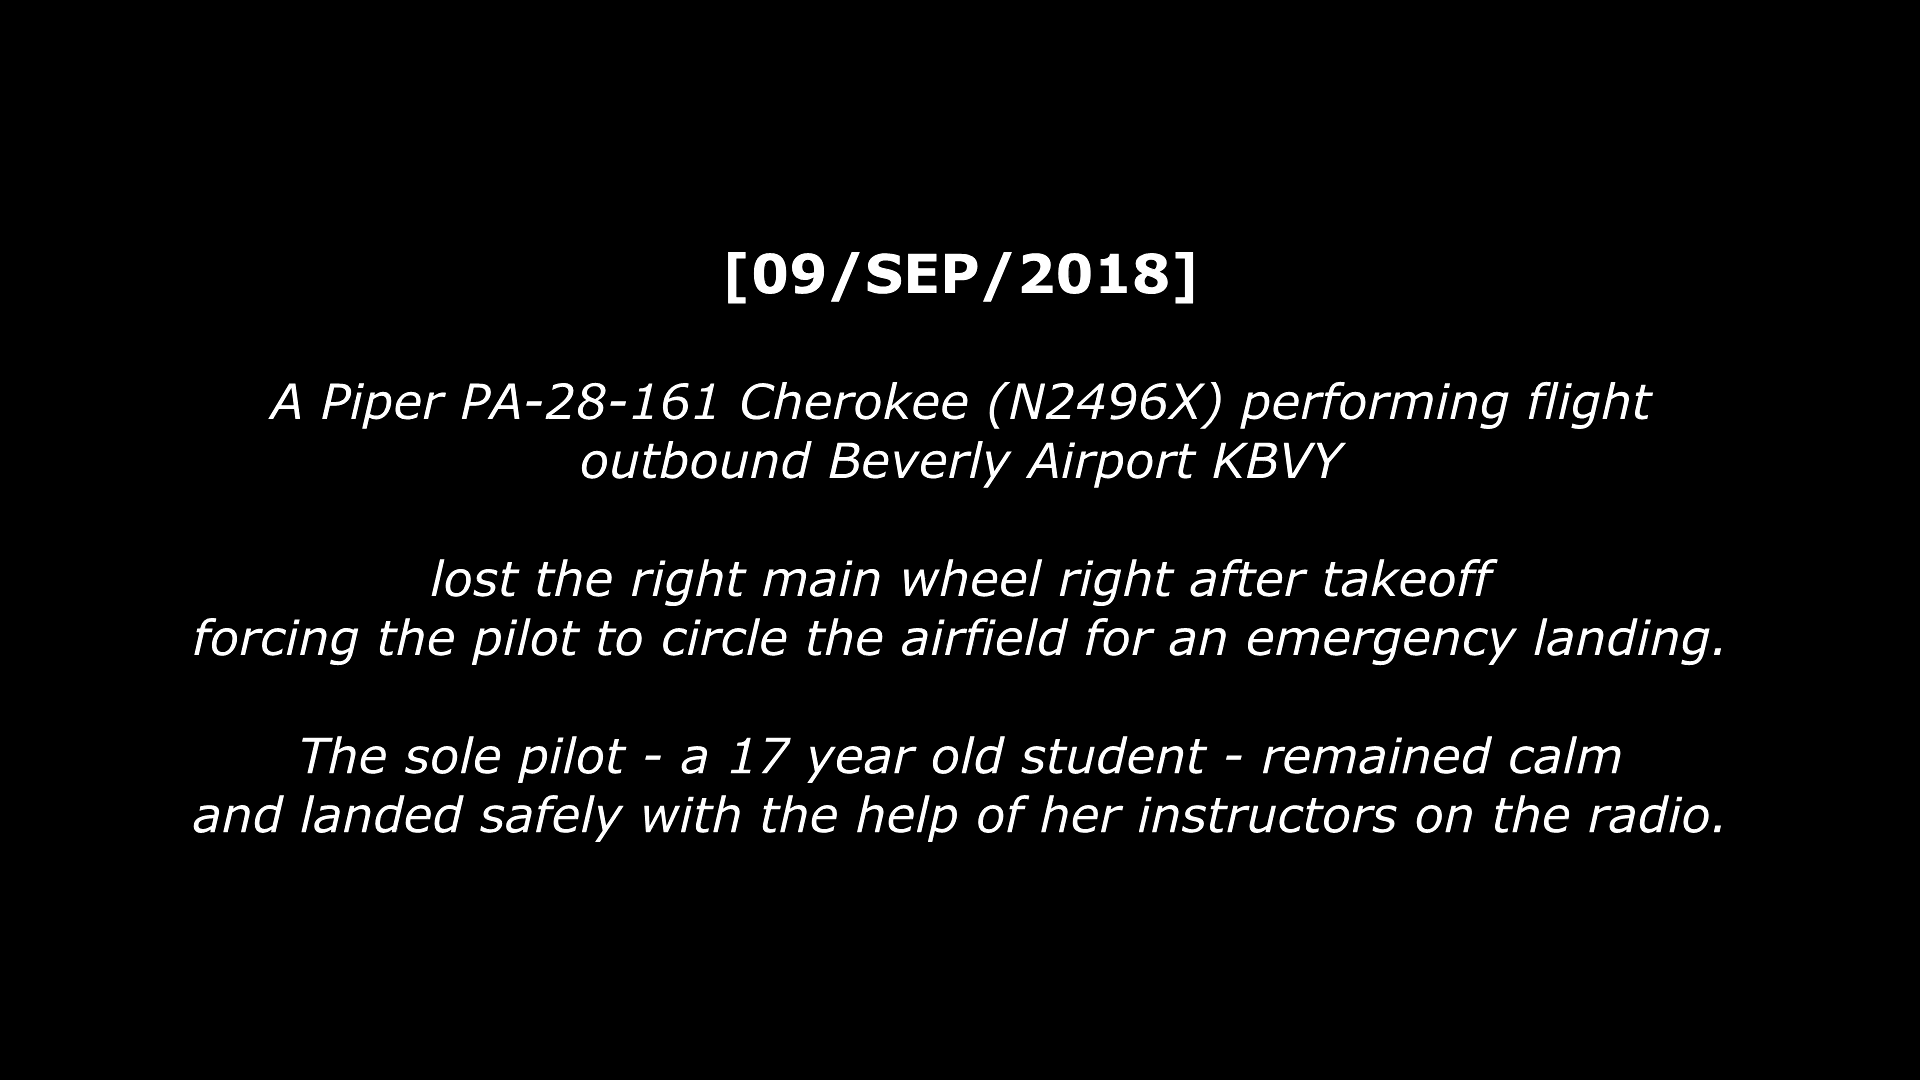 [09/SEP/2018]
A Piper PA-28-161 Cherokee (N2496X) performing flight
outbound Beverly Airport KBVY
lost the right main wheel right after takeoff
forcing the pilot to circle the airfield for an emergency landing.
The sole pilot - a 17 year old student - remained calm
and landed safely with the help of her instructors on the radio.